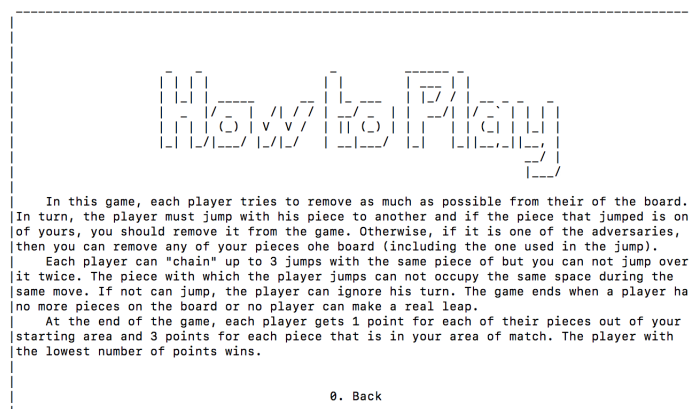 How to Play
In this game, each player tries to remove as much as possible from their of the board.
In turn, the player must jump with his piece to another and if the piece that jumped is on
of yours, you should remove it from the game. Otherwise, if it is one of the adversaries,
then you can remove any of your pieces ohe board (including the one used in the jump).
Each player can "chain" up to 3 jumps with the same piece of but you can not jump over
it twice. The piece with which the player jumps can not occupy the same space during the
same move. If not can jump, the player can ignore his turn. The game ends when a player ha
no more pieces on the board or no player can make a real leap.
At the end of the game, each player gets 1 point for each of their pieces out of your
starting area and 3 points for each piece that is in your area of match. The player with
the lowest number of points wins.
0. Back